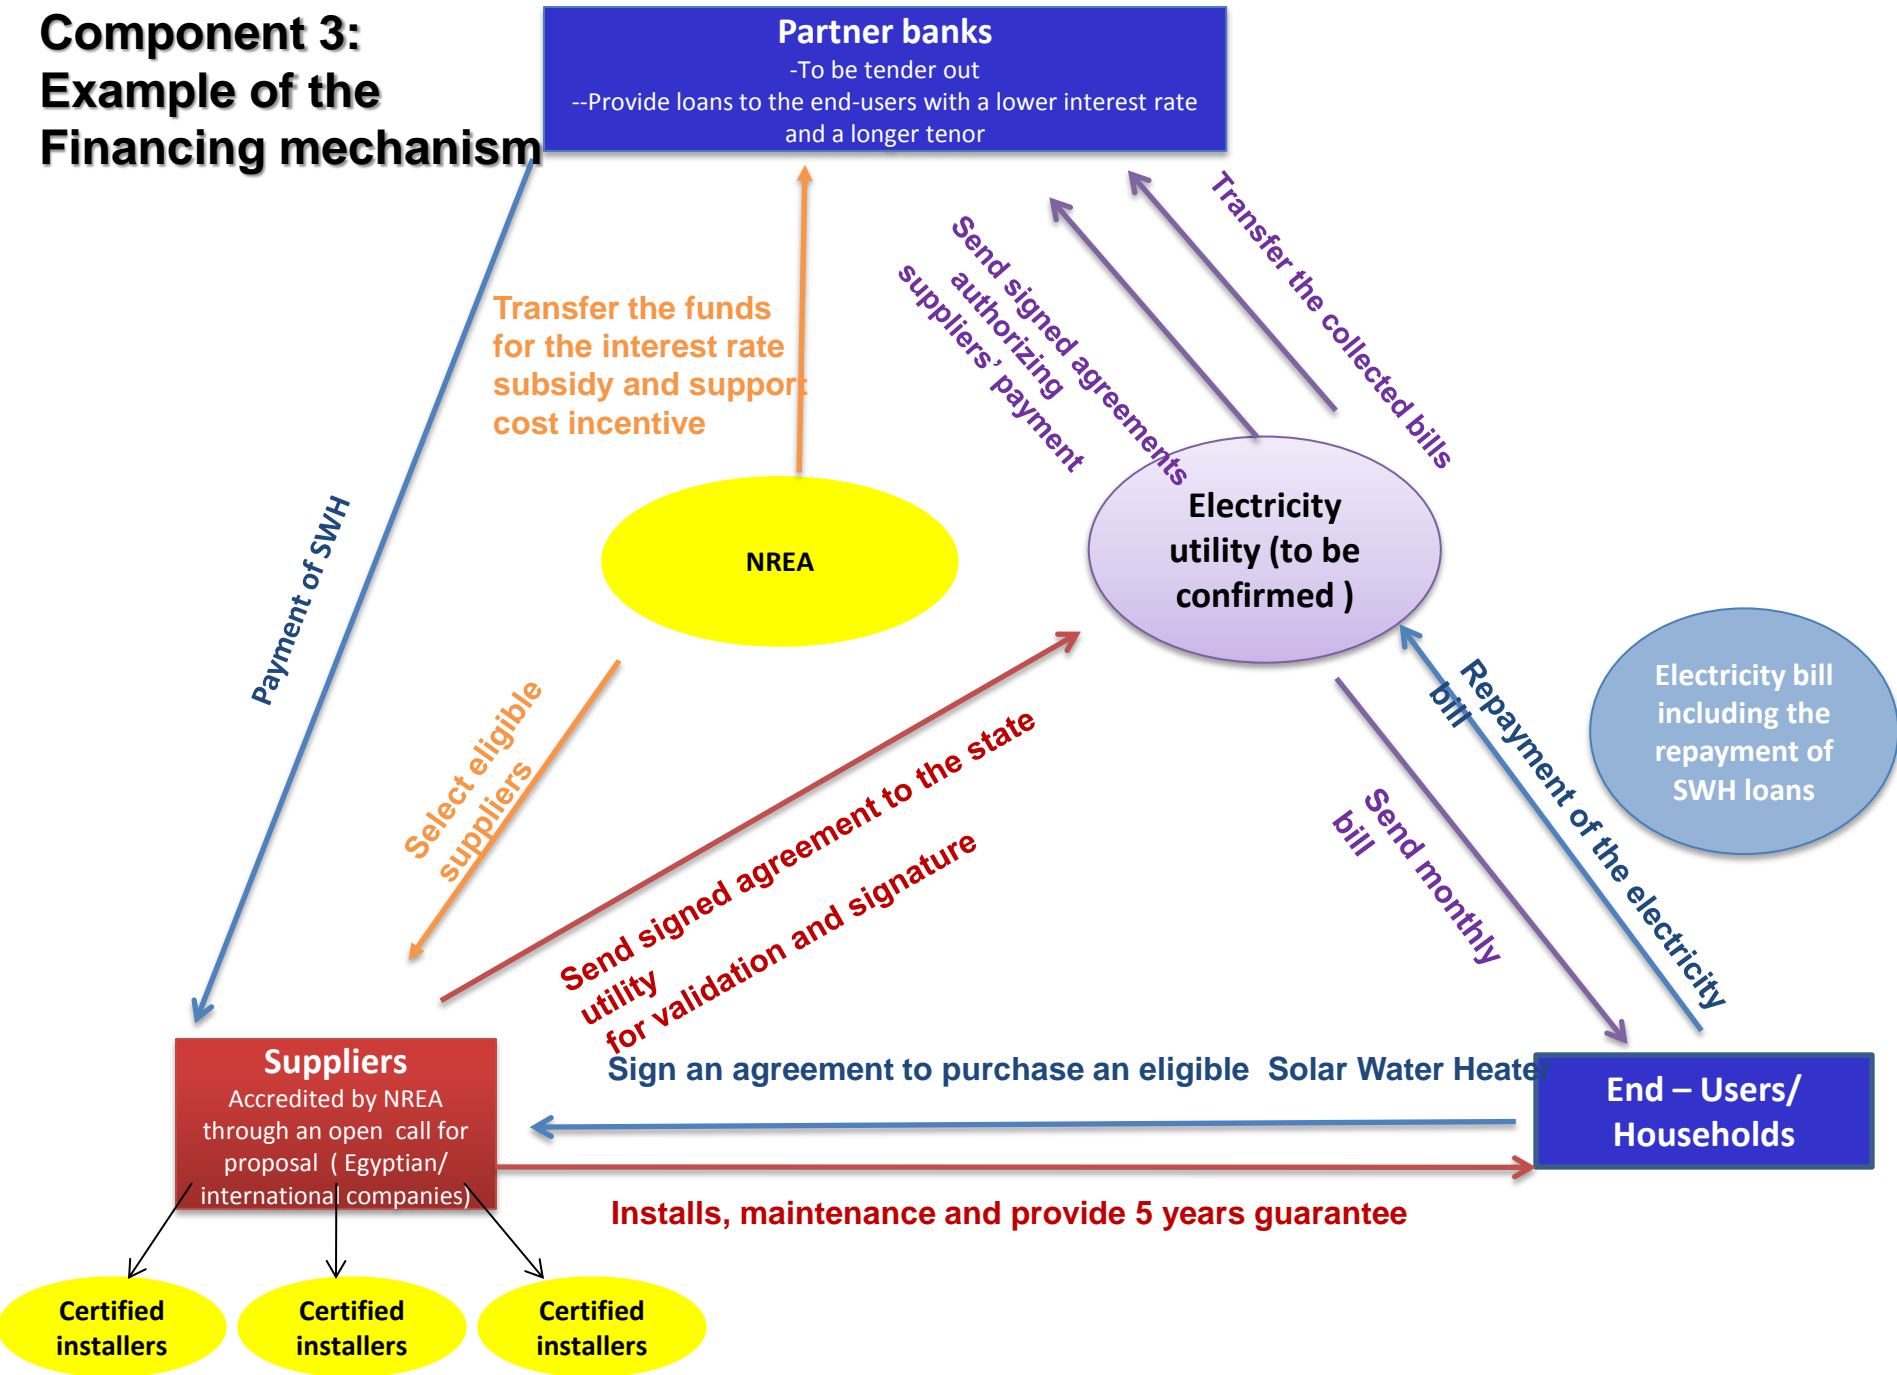 Component 3:
Example of the
Financing mechanism
Partner banks
-To be tender out
--Provide loans to the end-users with a lower interest rate
and a longer tenor
Transfer the funds
for the interest rate
subsidy and support
cost incentive
Send signed agreements
authorizing
suppliers’ payment
Transfer the collected bills
Payment of SWH
NREA
Electricity
utility (to be
confirmed )
Select eligible
suppliers
Send signed agreement to the state
utility
for validation and signature
Repayment of the electricity
bill
Send monthly
bill
Electricity bill
including the
repayment of
SWH loans
Suppliers
Accredited by NREA
through an open  call for
proposal  ( Egyptian/
international companies)
Sign an agreement to purchase an eligible  Solar Water Heater
End – Users/
Households
Installs, maintenance and provide 5 years guarantee
Certified
installers
Certified
installers
Certified
installers